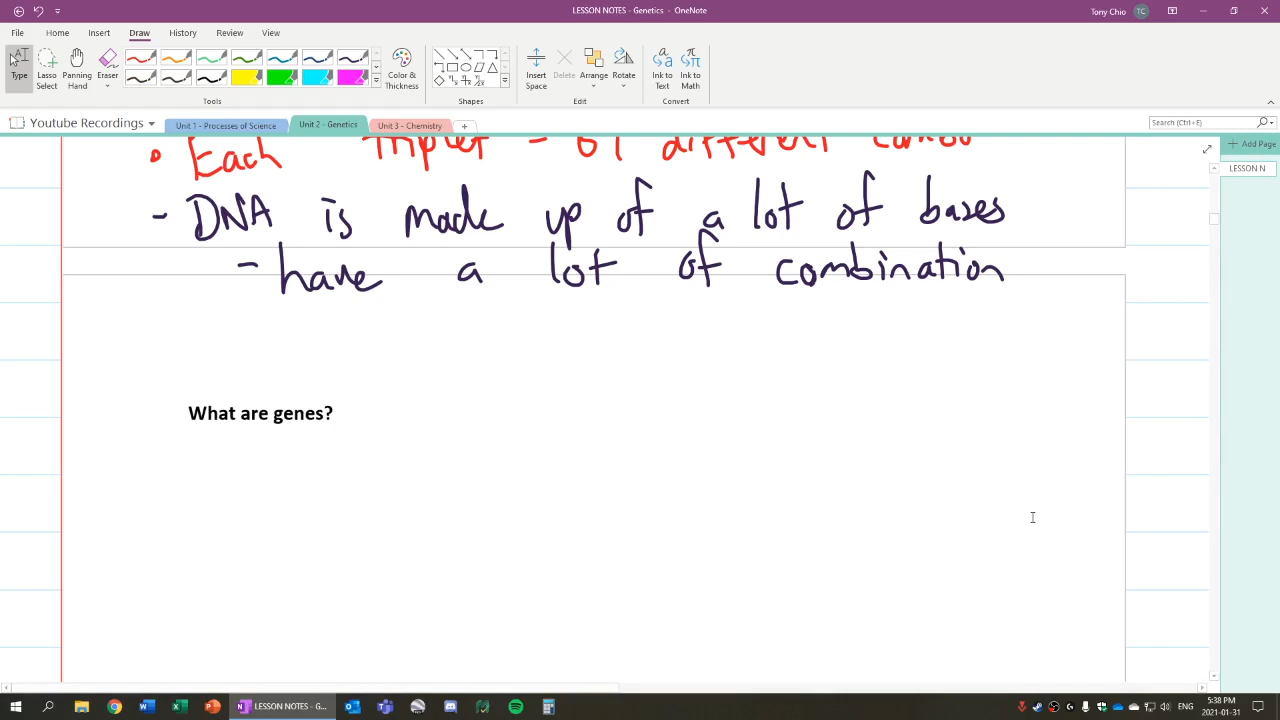 LESSON NOTES - Genetics - OneNote
Tony Chio TC
File Home Insert Draw History Review View
Type
Lasso Select
Panning Hand
Eraser
Color & Thickness
Insert Space
Delete
Arrange
Rotate
Ink to Text
Ink to Math
Tools Shapes Edit Convert
Youtube Recordings
Unit 1 - Processes of Science
Unit 2 - Genetics
Unit 3 - Chemistry
Search (Ctrl+E)
Add Page
LESSON N
• Each triplet - different
- DNA is made up of a lot of bases
- have a lot of combination
What are genes?
LESSON NOTES - G...
5:38 PM
2021-01-31